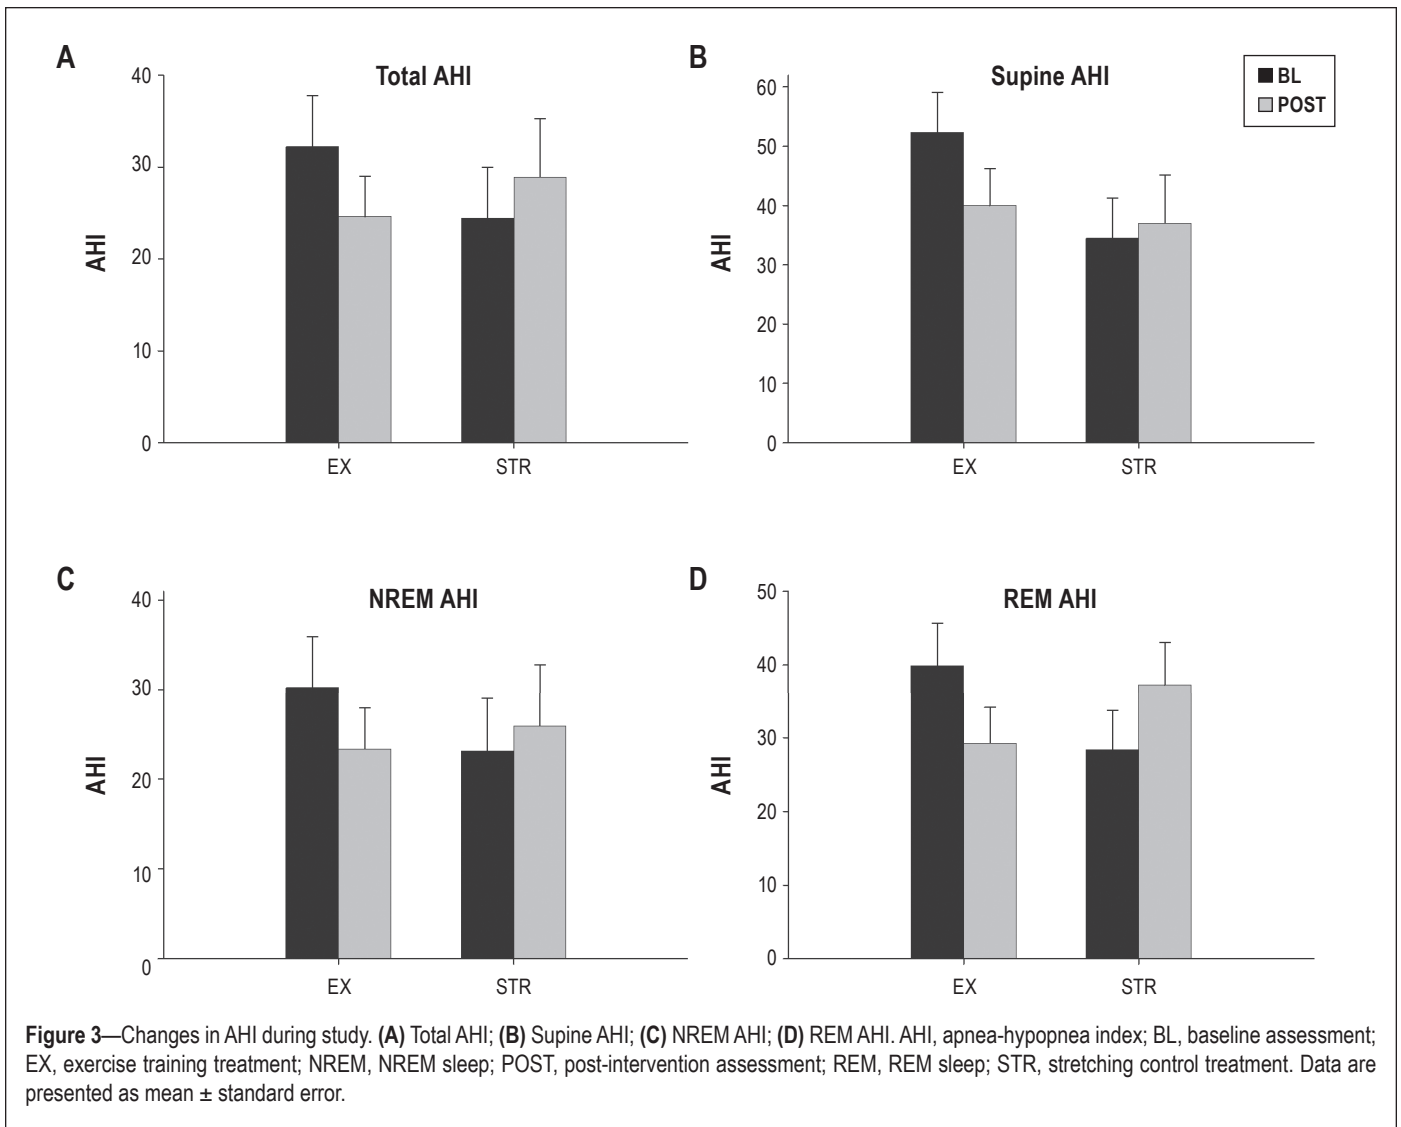 A
Total AHI
40
30
20
10
0
AHI
EX
STR
B
Supine AHI
BL
POST
60
50
40
30
20
10
0
AHI
EX
STR
C
NREM AHI
40
30
20
10
0
AHI
EX
STR
D
REM AHI
50
40
30
20
10
0
AHI
EX
STR
Figure 3—Changes in AHI during study. (A) Total AHI; (B) Supine AHI; (C) NREM AHI; (D) REM AHI. AHI, apnea-hypopnea index; BL, baseline assessment;
EX, exercise training treatment; NREM, NREM sleep; POST, post-intervention assessment; REM, REM sleep; STR, stretching control treatment. Data are
presented as mean ± standard error.